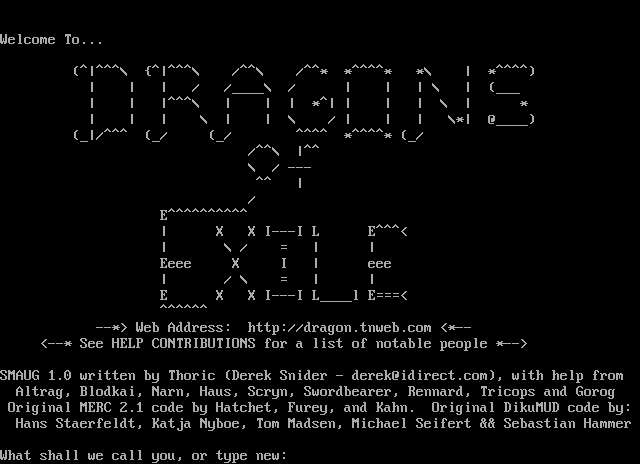 Welcome To...
DRAGONS
of
EXILE
--*> Web Address:  http://dragon.tnweb.com <*--
<--* See HELP CONTRIBUTIONS for a list of notable people *-->
SMAUG 1.0 written by Thoric (Derek Snider - derek@idirect.com), with help from
Altrag, Blodkai, Narn, Haus, Scryn, Swordbearer, Rennard, Tricops and Gorog
Original MERC 2.1 code by Hatchet, Furey, and Kahn.  Original DikuMUD code by:
Hans Staerfeldt, Katja Nyboe, Tom Madsen, Michael Seifert && Sebastian Hammer
What shall we call you, or type new: